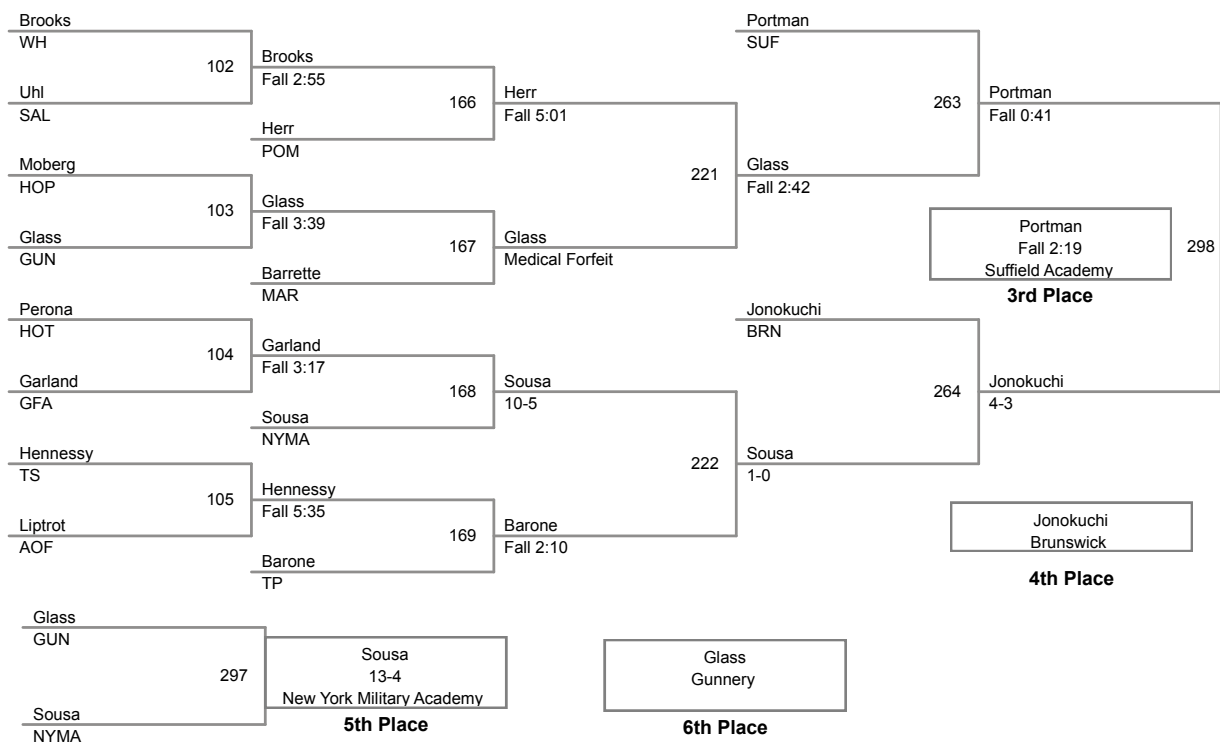 Brooks
WH
102
Uhl
SAL
Moberg
HOP
103
Glass
GUN
Perona
HOT
104
Garland
GFA
Hennessy
TS
105
Liptrot
AOF
Brooks
Fall 2:55
166
Herr
POM
Glass
Fall 3:39
167
Barrette
MAR
Garland
Fall 3:17
168
Sousa
NYMA
Hennessy
Fall 5:35
169
Barone
TP
Herr
Fall 5:01
221
Glass
Medical Forfeit
Sousa
10-5
222
Barone
Fall 2:10
Portman
SUF
263
Glass
Fall 2:42
Jonokuchi
BRN
264
Sousa
1-0
Portman
Fall 0:41
298
Jonokuchi
4-3
Portman
Fall 2:19
Suffield Academy
3rd Place
Jonokuchi
Brunswick
4th Place
Glass
GUN
297
Sousa
NYMA
Sousa
13-4
New York Military Academy
5th Place
Glass
Gunnery
6th Place